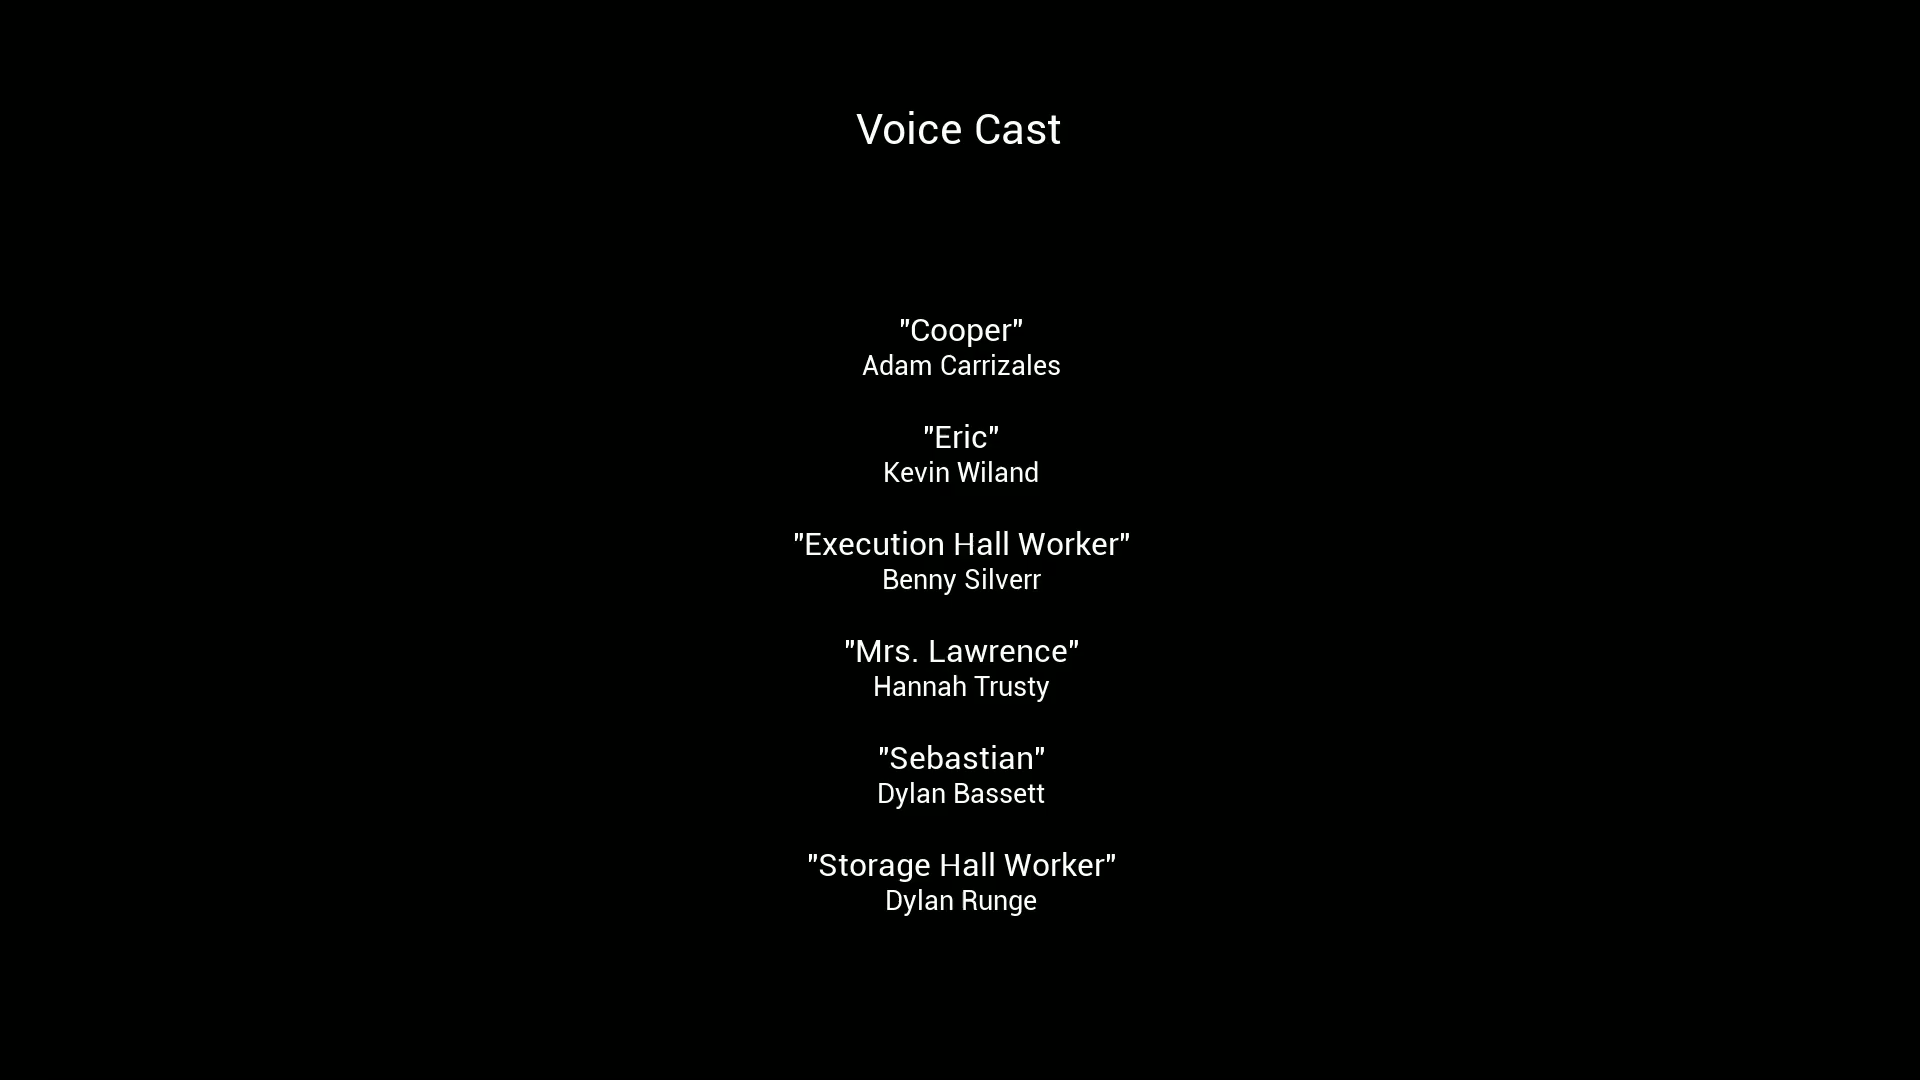 Voice Cast
"Cooper"
Adam Carrizales
"Eric"
Kevin Wiland
"Execution Hall Worker"
Benny Silverr
"Mrs. Lawrence"
Hannah Trusty
"Sebastian"
Dylan Bassett
"Storage Hall Worker"
Dylan Runge